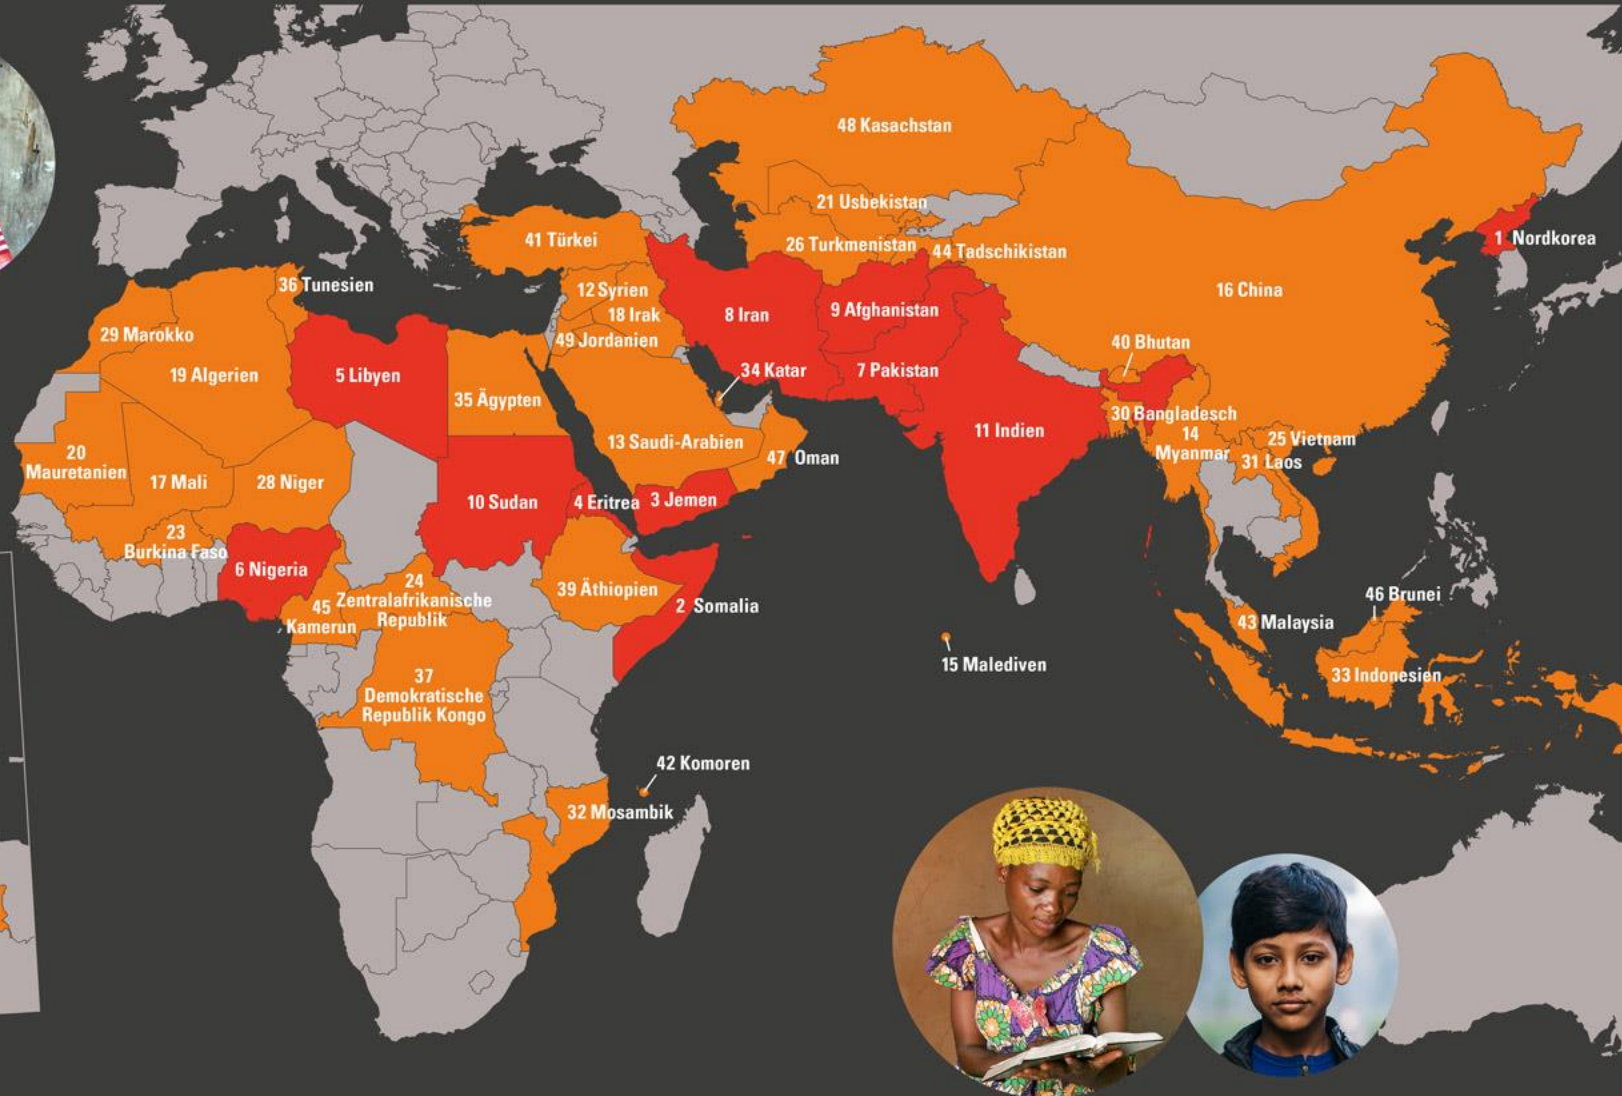 48 Kasachstan
21 Usbekistan
26 Turkmenistan
44 Tadschikistan
1 Nordkorea
41 Türkei
36 Tunesien
12 Syrien
18 Irak
8 Iran
9 Afghanistan
16 China
29 Marokko
49 Jordanien
40 Bhutan
19 Algerien
5 Libyen
34 Katar
7 Pakistan
35 Ägypten
30 Bangladesch
11 Indien
14
Myanmar
25 Vietnam
31 Laos
13 Saudi-Arabien
47 Oman
20
Mauretanien
17 Mali
28 Niger
10 Sudan
4 Eritrea
3 Jemen
23
Burkina Faso
6 Nigeria
24
Zentralafrikanische
Republik
39 Äthiopien
2 Somalia
45
Kamerun
46 Brunei
43 Malaysia
15 Malediven
33 Indonesien
37
Demokratische
Republik Kongo
42 Komoren
32 Mosambik